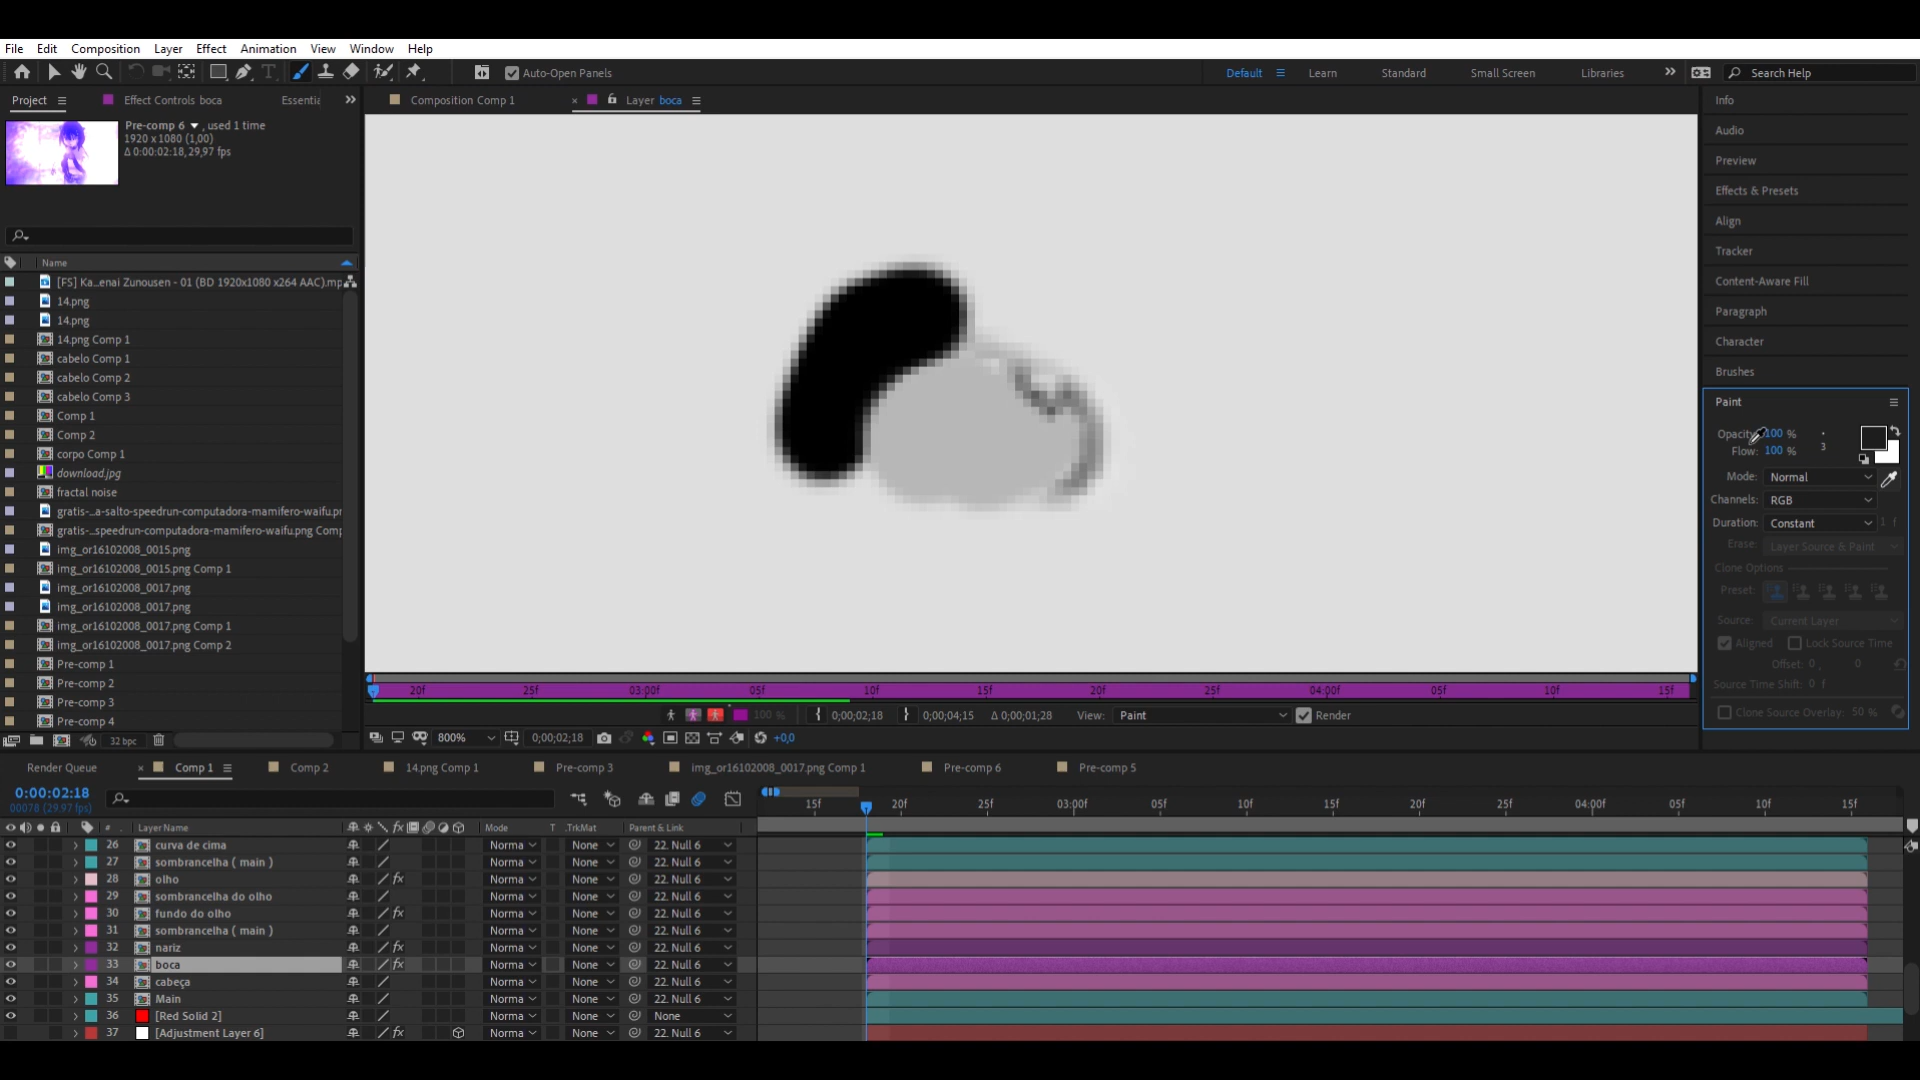 File Edit Composition Layer Effect Animation View Window Help
Auto-Open Panels Default Learn Standard Small Screen Libraries Search Help
Project Effect Controls boca Essentia
Composition Comp 1 Layer boca
Pre-comp 6 , used 1 time
1920 x 1080 (1,00)
Δ 0:00:02:18, 29,97 fps
Name
[FS] Ka...enai Zunousen - 01 (BD 1920x1080 x264 AAC).mp
14.png
14.png
14.png Comp 1
cabelo Comp 1
cabelo Comp 2
cabelo Comp 3
Comp 1
Comp 2
corpo Comp 1
download.jpg
fractal noise
gratis-...a-salto-speedrun-computadora-mamifero-waifu.pr
gratis-...speedrun-computadora-mamifero-waifu.png Comp
img_or16102008_0015.png
img_or16102008_0015.png Comp 1
img_or16102008_0017.png
img_or16102008_0017.png
img_or16102008_0017.png Comp 1
img_or16102008_0017.png Comp 2
Pre-comp 1
Pre-comp 2
Pre-comp 3
Pre-comp 4
32 bpc
20f 25f 03:00f 05f 10f 15f 20f 25f 04:00f 05f 10f 15f
100 % 0;00;02;18 0;00;04;15 Δ 0;00;01;28 View: Paint Render
800% 0;00;02;18 +0,0
Info
Audio
Preview
Effects & Presets
Align
Tracker
Content-Aware Fill
Paragraph
Character
Brushes
Paint
Opacity 100 %
3
Flow: 100 %
Mode: Normal
Channels: RGB
Duration: Constant 1 f
Erase: Layer Source & Paint
Clone Options
Preset:
Source: Current Layer
Aligned Lock Source Time
Offset: 0 , 0
Source Time Shift: 0 f
Clone Source Overlay: 50 %
Render Queue Comp 1 Comp 2 14.png Comp 1 Pre-comp 3 img_or16102008_0017.png Comp 1 Pre-comp 6 Pre-comp 5
0:00:02:18
00078 (29.97 fps)
15f 20f 25f 03:00f 05f 10f 15f 20f 25f 04:00f 05f 10f 15f
# Layer Name fx Mode T .TrkMat Parent & Link
26 curva de cima Norma None 22. Null 6
27 sombrancelha ( main ) Norma None 22. Null 6
28 olho fx Norma None 22. Null 6
29 sombrancelha do olho Norma None 22. Null 6
30 fundo do olho fx Norma None 22. Null 6
31 sombrancelha ( main ) Norma None 22. Null 6
32 nariz fx Norma None 22. Null 6
33 boca fx Norma None 22. Null 6
34 cabeça Norma None 22. Null 6
35 Main Norma None 22. Null 6
36 [Red Solid 2] Norma None None
37 [Adjustment Layer 6] fx Norma None 22. Null 6